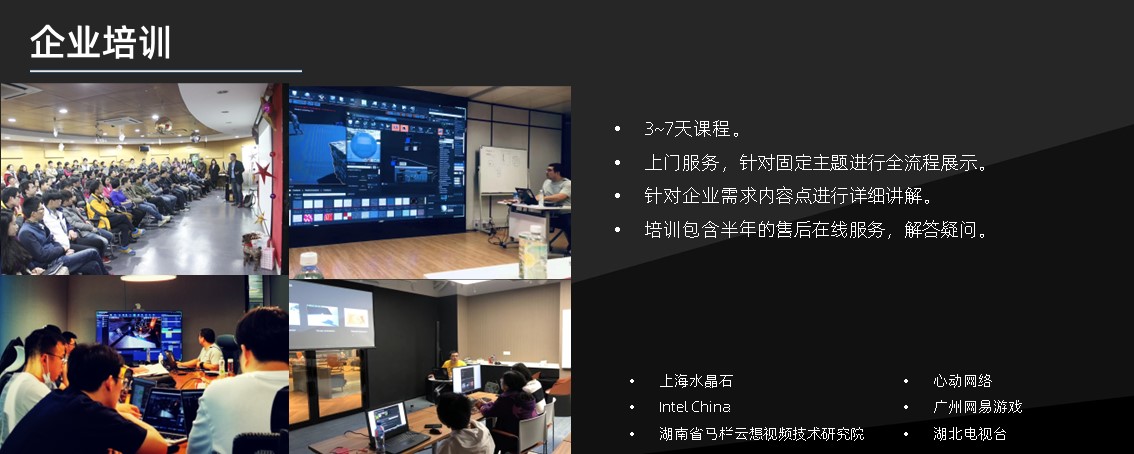 企业培训
3~7天课程。
上门服务，针对固定主题进行全流程展示。
针对企业需求内容点进行详细讲解。
培训包含半年的售后在线服务，解答疑问。
上海水晶石
Intel China
湖南省马栏云想视频技术研究院
心动网络
广州网易游戏
湖北电视台